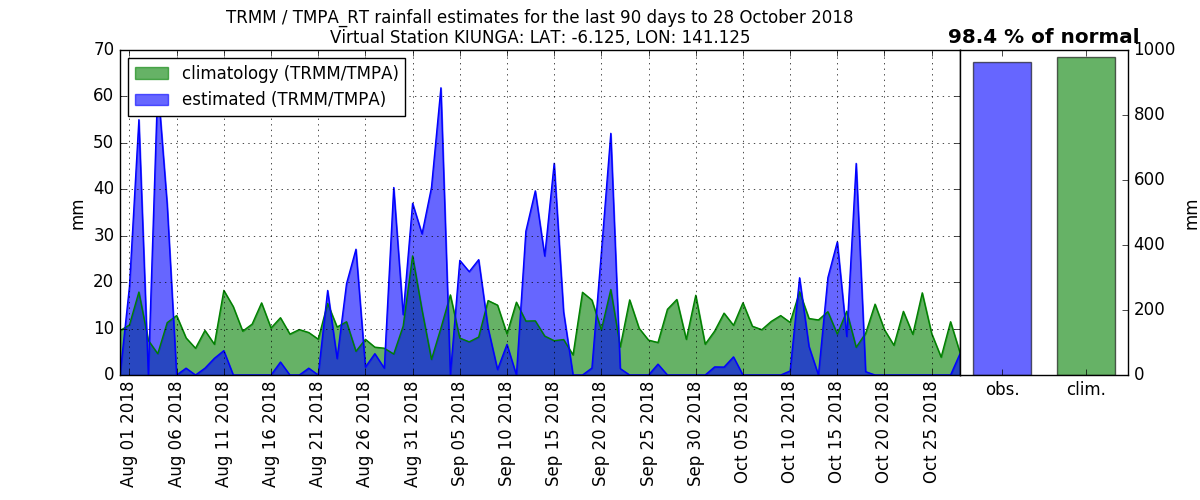 TRMM / TMPA_RT rainfall estimates for the last 90 days to 28 October 2018
Virtual Station KIUNGA: LAT: -6.125, LON: 141.125
98.4 % of normal
climatology (TRMM/TMPA)
estimated (TRMM/TMPA)
mm
70
60
50
40
30
20
10
0
Aug 01 2018
Aug 06 2018
Aug 11 2018
Aug 16 2018
Aug 21 2018
Aug 26 2018
Aug 31 2018
Sep 05 2018
Sep 10 2018
Sep 15 2018
Sep 20 2018
Sep 25 2018
Sep 30 2018
Oct 05 2018
Oct 10 2018
Oct 15 2018
Oct 20 2018
Oct 25 2018
obs.
clim.
1000
800
600
400
200
0
mm